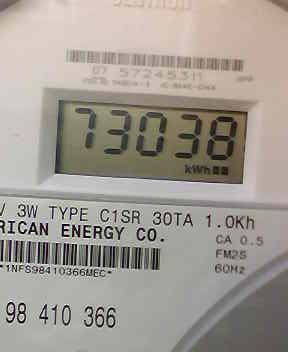 07 57245311
73038
kWh
V 3W TYPE C1SR 30TA 1.0Kh
RICAN ENERGY CO.
CA 0.5
FM2S
60Hz
*1NFS98410366MEC*
98 410 366